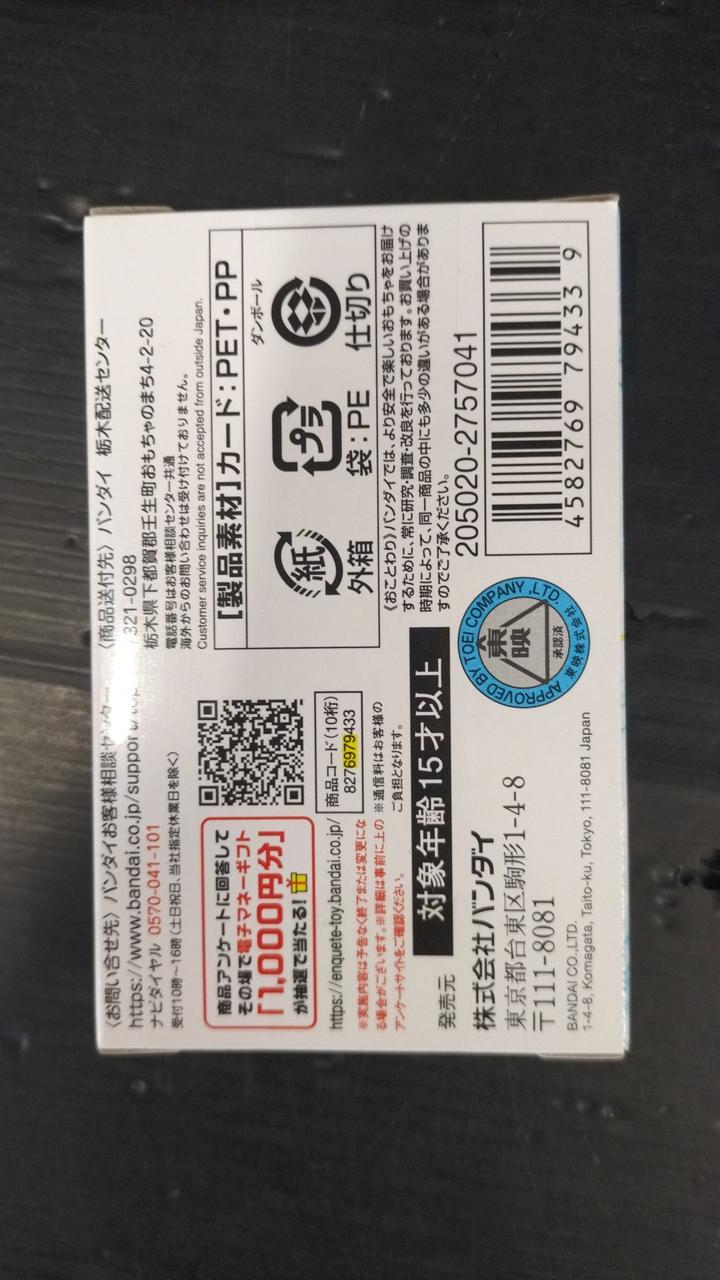 〈お問い合せ先〉バンダイお客様相談センター
https://www.bandai.co.jp/support/
ナビダイヤル 0570-041-101
受付10時～16時(土日祝日、当社指定休業日を除く)
〈商品送付先〉バンダイ 栃木配送センター
321-0298
栃木県下都賀郡壬生町おもちゃのまち4-2-20
電話番号はお客様相談センター共通
海外からのお問い合わせは受け付けておりません。
Customer service inquiries are not accepted from outside Japan.
商品アンケートに回答して
その場で電子マネーギフト
「1,000円分」
が抽選で当たる!
https://enquete-toy.bandai.co.jp/
商品コード(10桁)
8276979433
※実施内容は予告なく終了または変更にな
る場合がございます。※詳細は事前に上の
アンケートサイトをご確認ください。
※通信料はお客様の
ご負担となります。
[製品素材]カード:PET・PP
紙
外箱
プラ
袋:PE
ダンボール
仕切り
《おことわり》バンダイでは、より安全で楽しいおもちゃをお届け
するために、常に研究・調査・改良を行っております。お買い上げの
時期によって、同一商品の中にも多少の違いがある場合がありま
すのでご了承ください。
対象年齢15才以上
205020-2757041
発売元
株式会社バンダイ
東京都台東区駒形1-4-8
〒111-8081
BANDAI CO.,LTD.
1-4-8, Komagata, Taito-ku, Tokyo, 111-8081 Japan
APPROVED BY TOEI COMPANY ,LTD.
東映
承認済
東映株式会社
4582769 79433 9